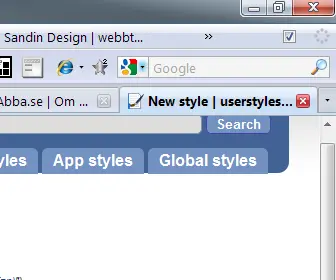 Sandin Design | webbt... »
Google
Abba.se | Om New style | userstyles...
Search
yles App styles Global styles